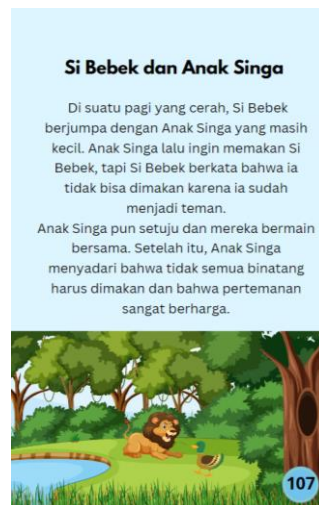 Si Bebek dan Anak Singa
Di suatu pagi yang cerah, Si Bebek
berjumpa dengan Anak Singa yang masih
kecil. Anak Singa lalu ingin memakan Si
Bebek, tapi Si Bebek berkata bahwa ia
tidak bisa dimakan karena ia sudah
menjadi teman.
Anak Singa pun setuju dan mereka bermain
bersama. Setelah itu, Anak Singa
menyadari bahwa tidak semua binatang
harus dimakan dan bahwa pertemanan
sangat berharga.
107